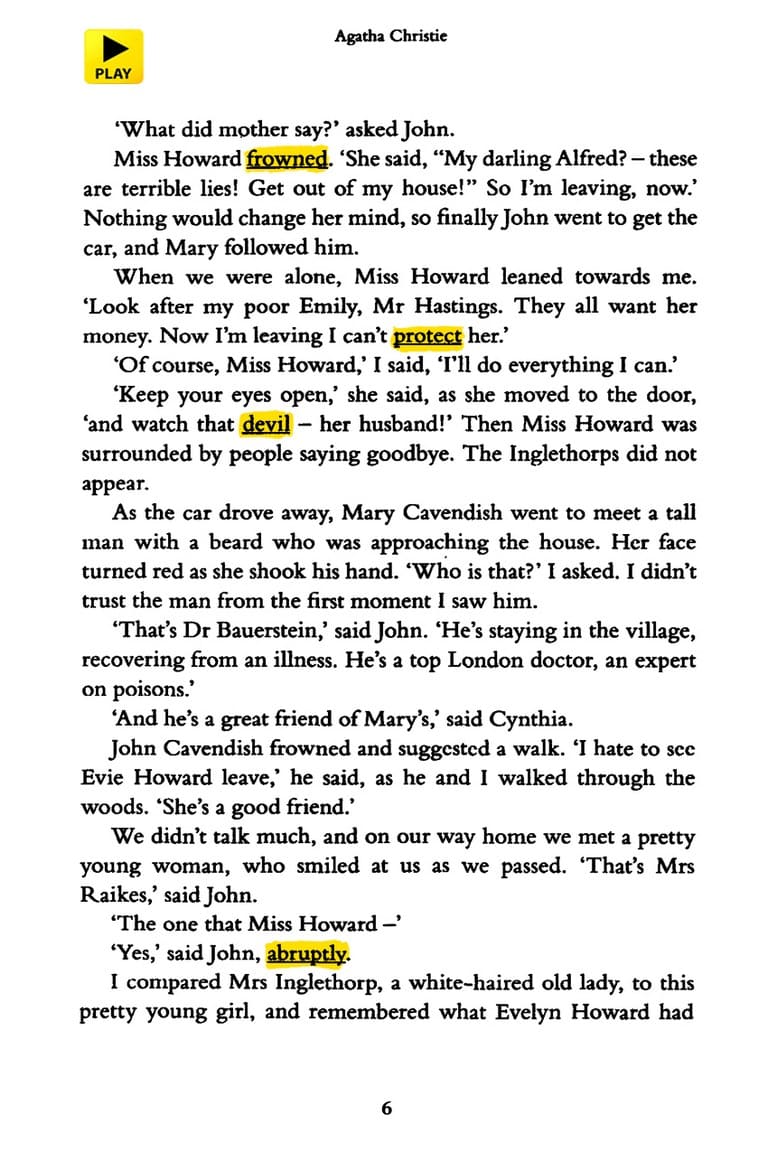 PLAY
Agatha Christie
‘What did mother say?’ asked John.
Miss Howard frowned. ‘She said, “My darling Alfred? – these
are terrible lies! Get out of my house!” So I’m leaving, now.’
Nothing would change her mind, so finally John went to get the
car, and Mary followed him.
When we were alone, Miss Howard leaned towards me.
‘Look after my poor Emily, Mr Hastings. They all want her
money. Now I’m leaving I can’t protect her.’
‘Of course, Miss Howard,’ I said, ‘I’ll do everything I can.’
‘Keep your eyes open,’ she said, as she moved to the door,
‘and watch that devil – her husband!’ Then Miss Howard was
surrounded by people saying goodbye. The Inglethorps did not
appear.
As the car drove away, Mary Cavendish went to meet a tall
man with a beard who was approaching the house. Her face
turned red as she shook his hand. ‘Who is that?’ I asked. I didn’t
trust the man from the first moment I saw him.
‘That’s Dr Bauerstein,’ said John. ‘He’s staying in the village,
recovering from an illness. He’s a top London doctor, an expert
on poisons.’
‘And he’s a great friend of Mary’s,’ said Cynthia.
John Cavendish frowned and suggested a walk. ‘I hate to see
Evie Howard leave,’ he said, as he and I walked through the
woods. ‘She’s a good friend.’
We didn’t talk much, and on our way home we met a pretty
young woman, who smiled at us as we passed. ‘That’s Mrs
Raikes,’ said John.
‘The one that Miss Howard –’
‘Yes,’ said John, abruptly.
I compared Mrs Inglethorp, a white-haired old lady, to this
pretty young girl, and remembered what Evelyn Howard had
6